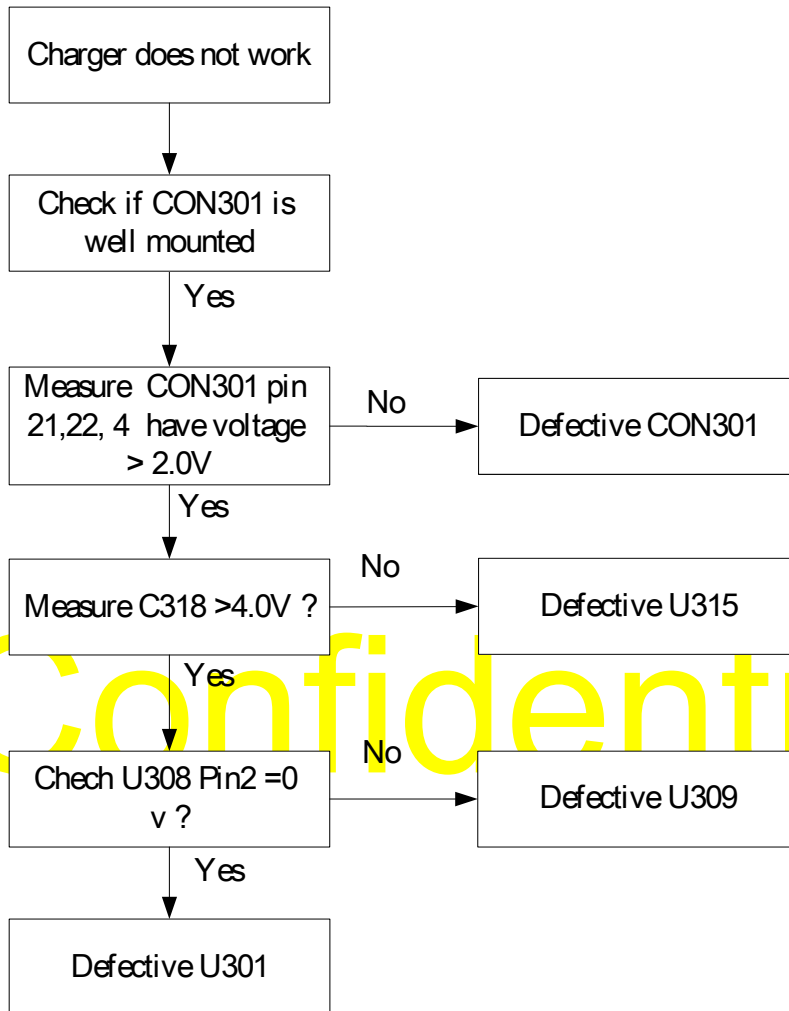 Charger does not work
Check if CON301 is
well mounted
Yes
Measure CON301 pin
21,22, 4 have voltage
> 2.0V
No
Defective CON301
Yes
Measure C318 >4.0V ?
No
Defective U315
Confidenti
Yes
Chech U308 Pin2 =0
v ?
No
Defective U309
Yes
Defective U301